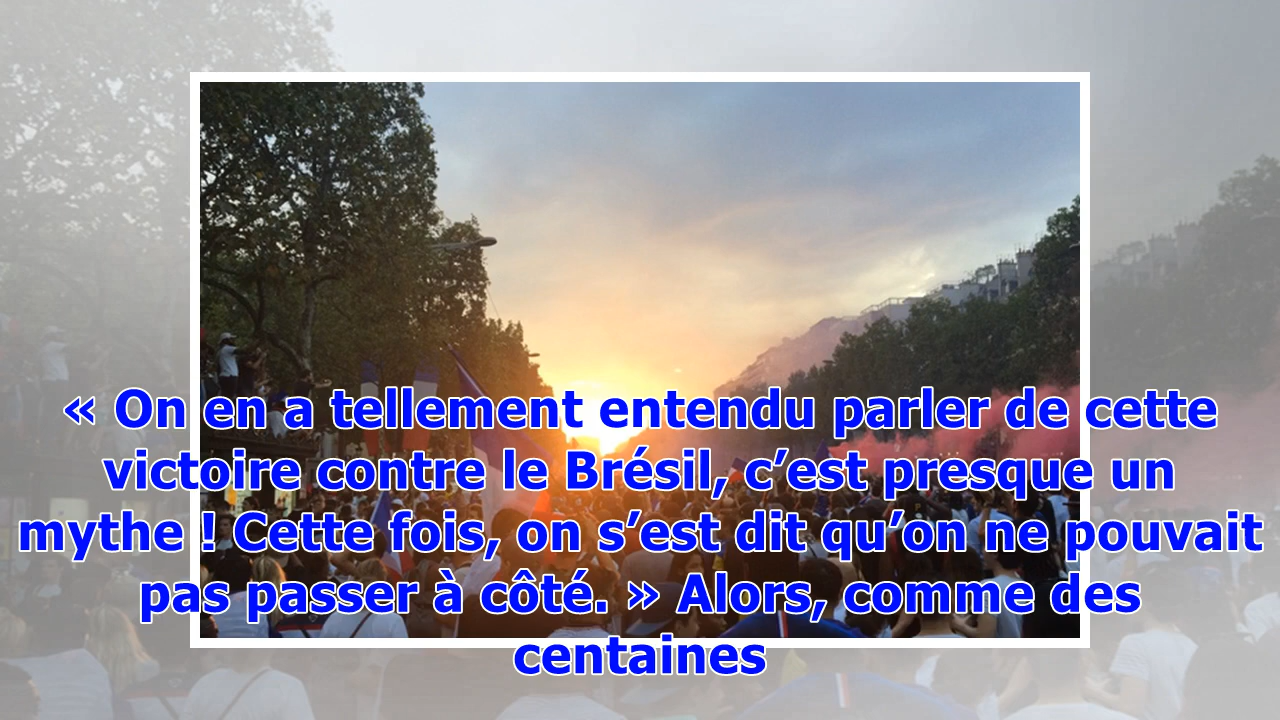 « On en a tellement entendu parler de cette
victoire contre le Brésil, c’est presque un
mythe ! Cette fois, on s’est dit qu’on ne pouvait
pas passer à côté. » Alors, comme des
centaines